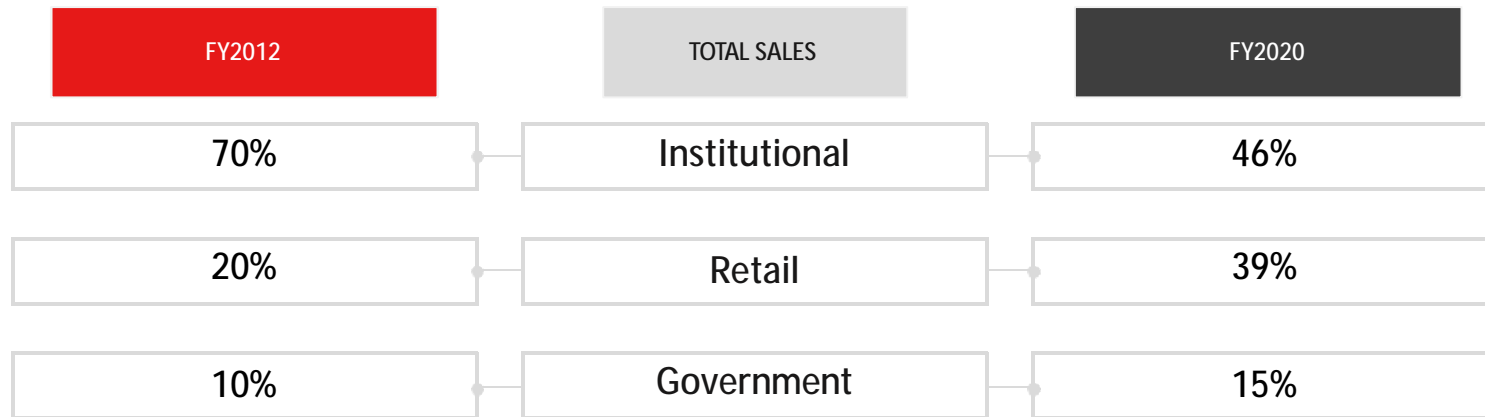 FY2012 TOTAL SALES FY2020
70% Institutional 46%
20% Retail 39%
10% Government 15%